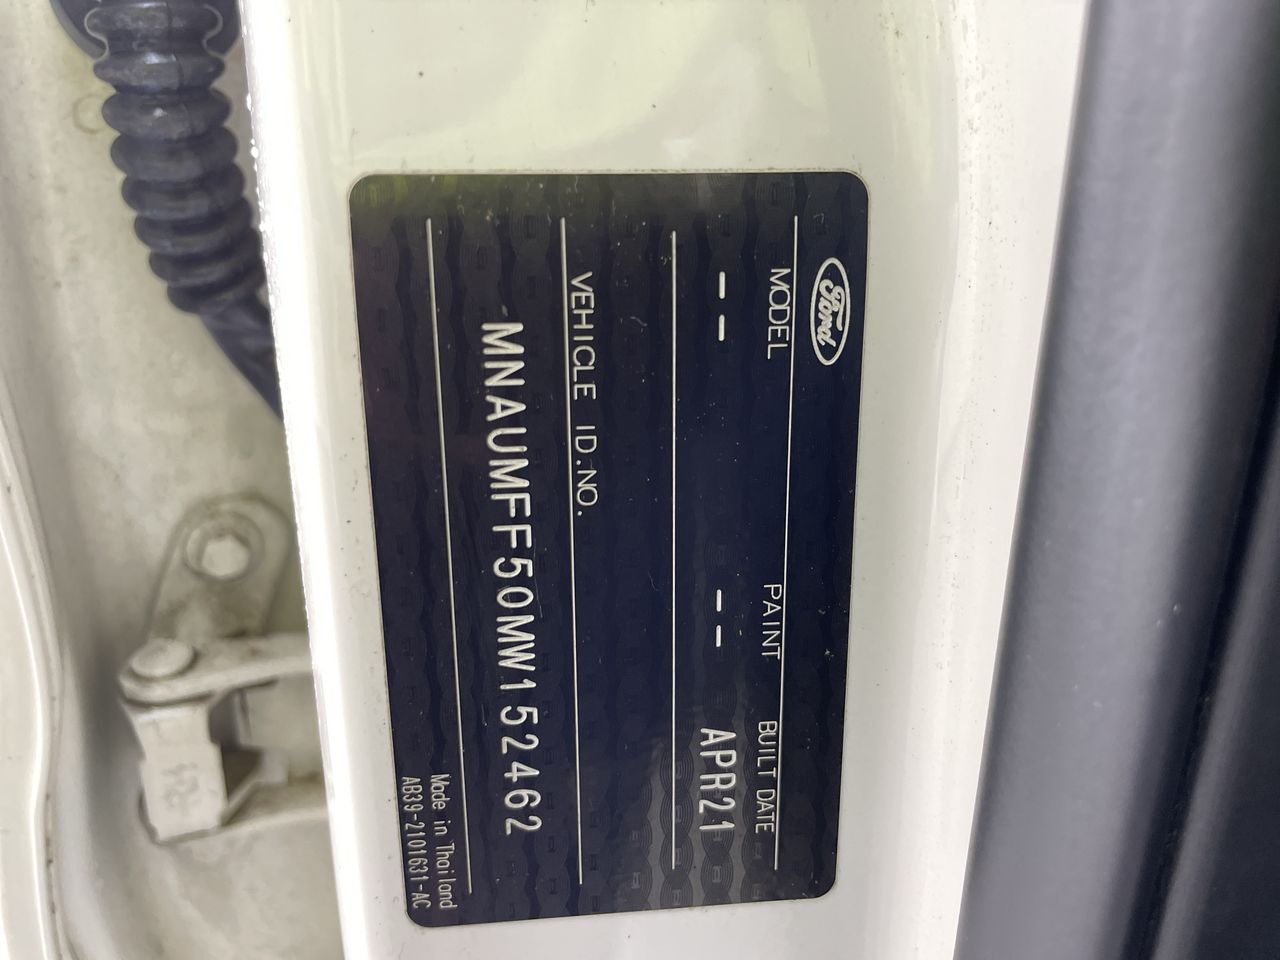 Ford
MODEL PAINT BUILT DATE
-- -- APR21
VEHICLE ID.NO.
MNAUMFF50MW152462
Made in Thailand
AB39-2101631-AC